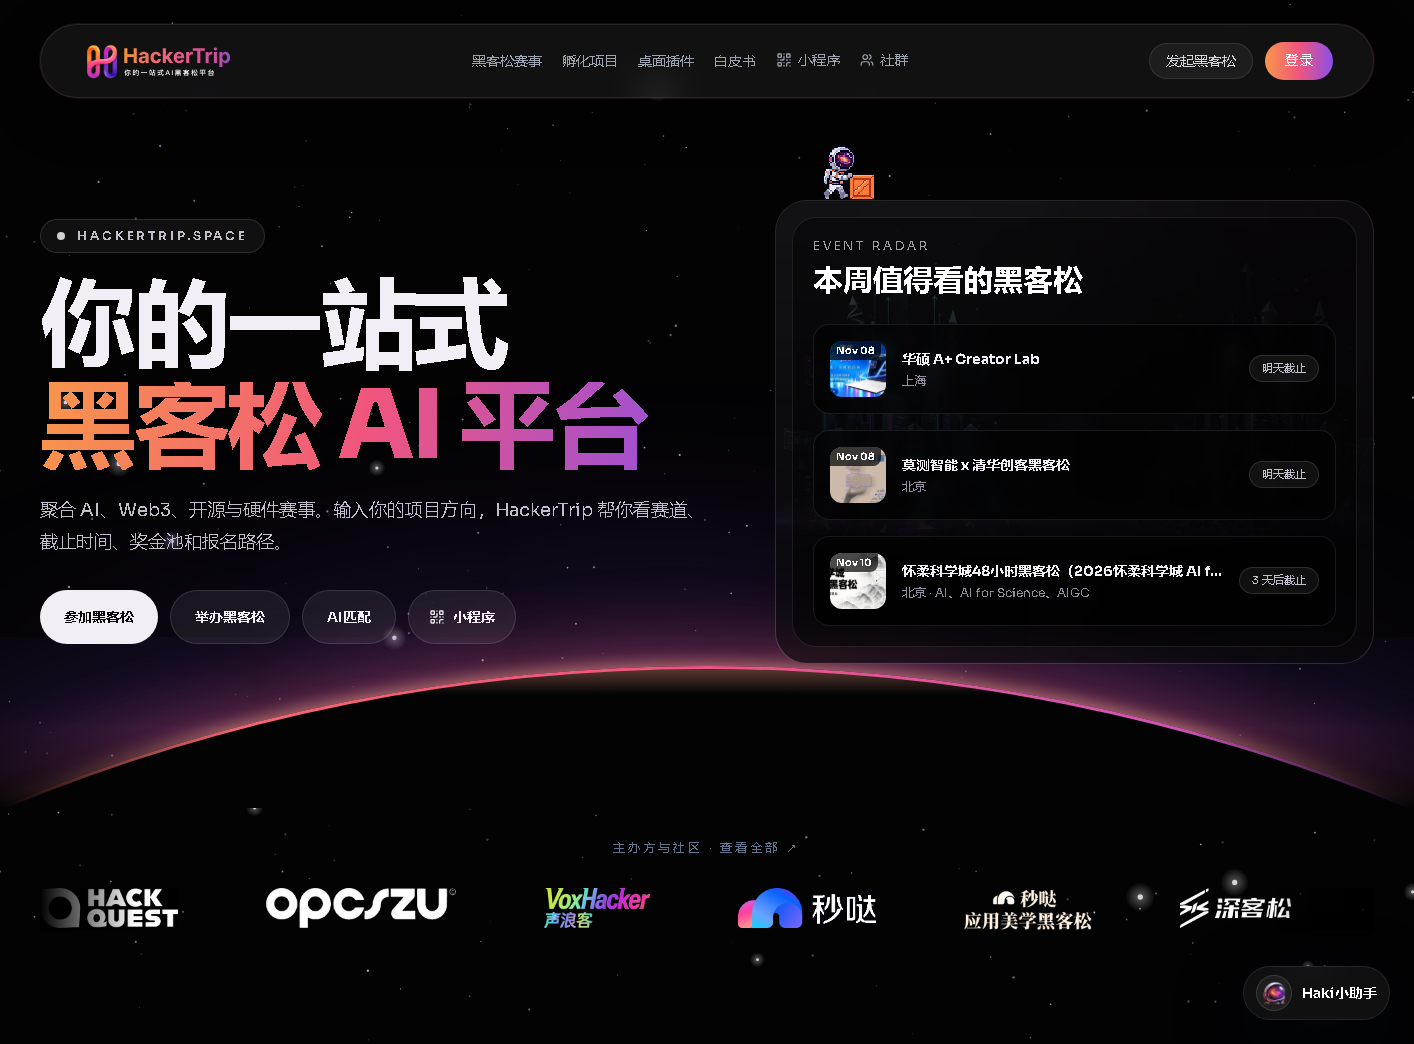 HackerTrip
你的一站式AI黑客松平台
黑客松赛事
孵化项目
桌面插件
白皮书
小程序
社群
发起黑客松
登录
HACKERTRIP.SPACE
你的一站式
黑客松 AI 平台
聚合 AI、Web3、开源与硬件赛事。输入你的项目方向，HackerTrip 帮你看赛道、
截止时间、奖金池和报名路径。
参加黑客松
举办黑客松
AI匹配
小程序
EVENT RADAR
本周值得看的黑客松
Nov 08
华硕 A+ Creator Lab
上海
明天截止
Nov 08
莫测智能 x 清华创客黑客松
北京
明天截止
Nov 10
怀柔科学城48小时黑客松（2026怀柔科学城 AI f...
北京 · AI、AI for Science、AIGC
3 天后截止
主办方与社区 · 查看全部 ↗
HACK
QUEST
opcszu
VoxHacker
声浪客
秒哒
秒哒
应用美学黑客松
深客松
Haki小助手